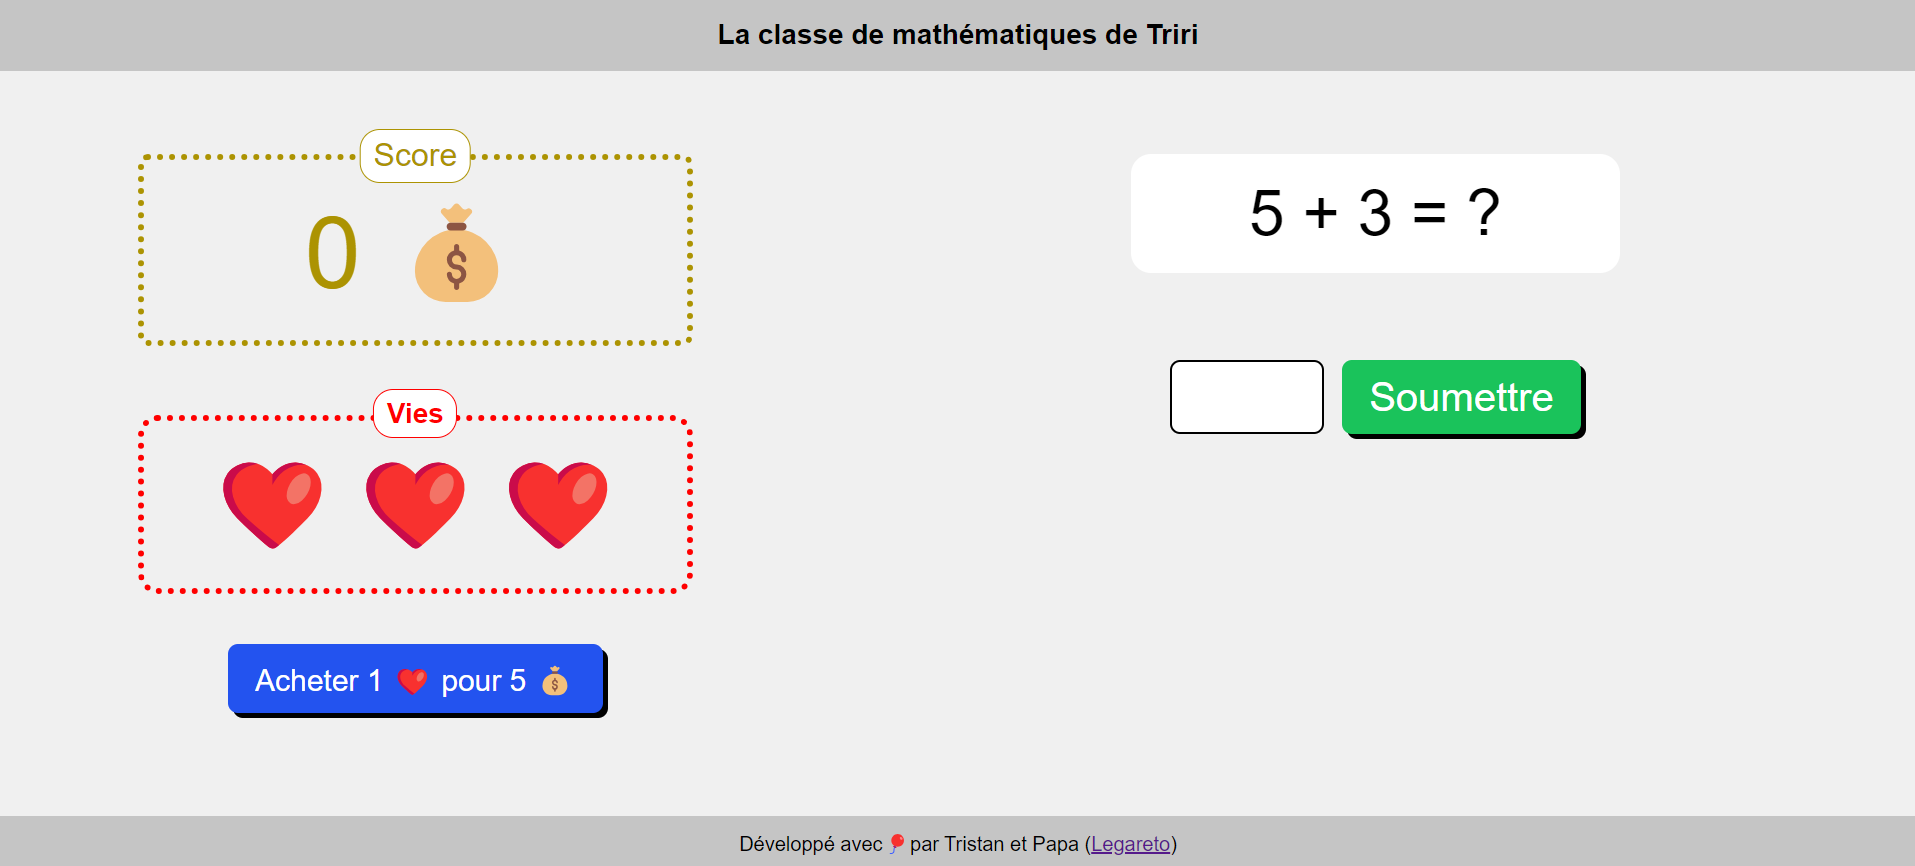 La classe de mathématiques de Triri
Score
0
Vies
Acheter 1 ❤️ pour 5 💰
5 + 3 = ?
Soumettre
Développé avec 🎈 par Tristan et Papa (Legareto)